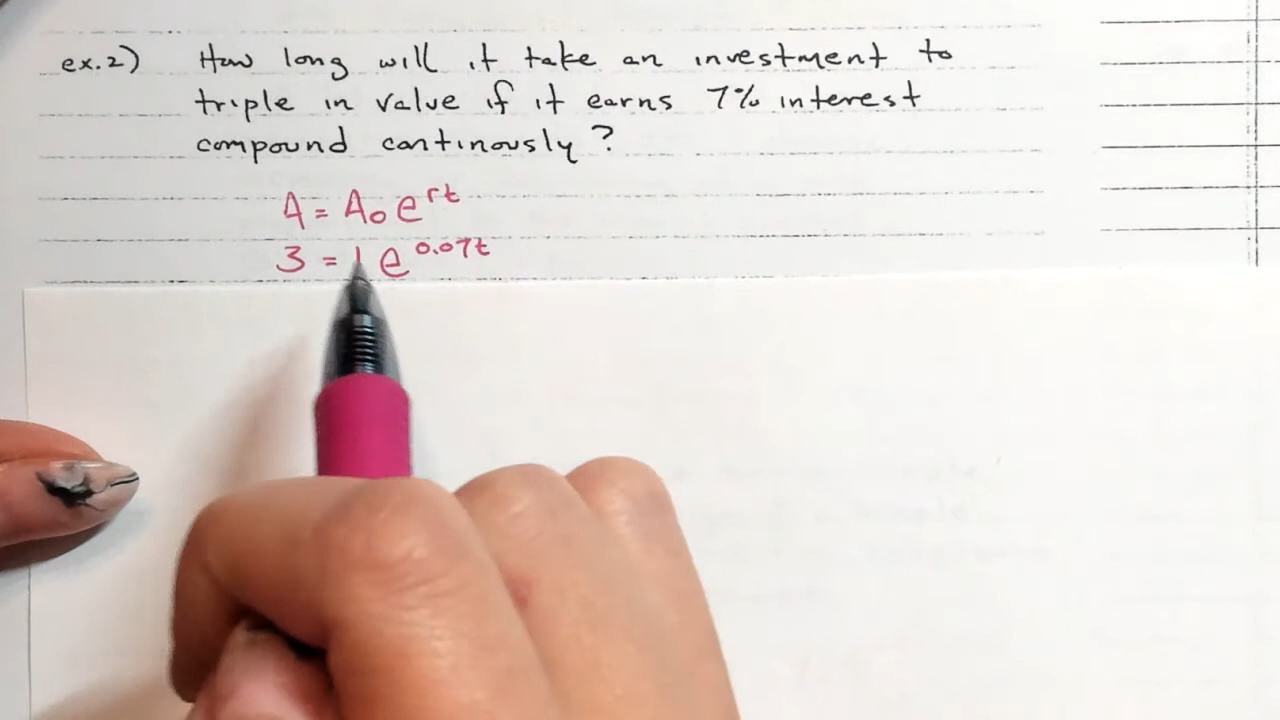 ex.2) How long will it take an investment to
triple in value if it earns 7% interest
compound continously?
A = A₀e^rt
3 = 1e^0.07t